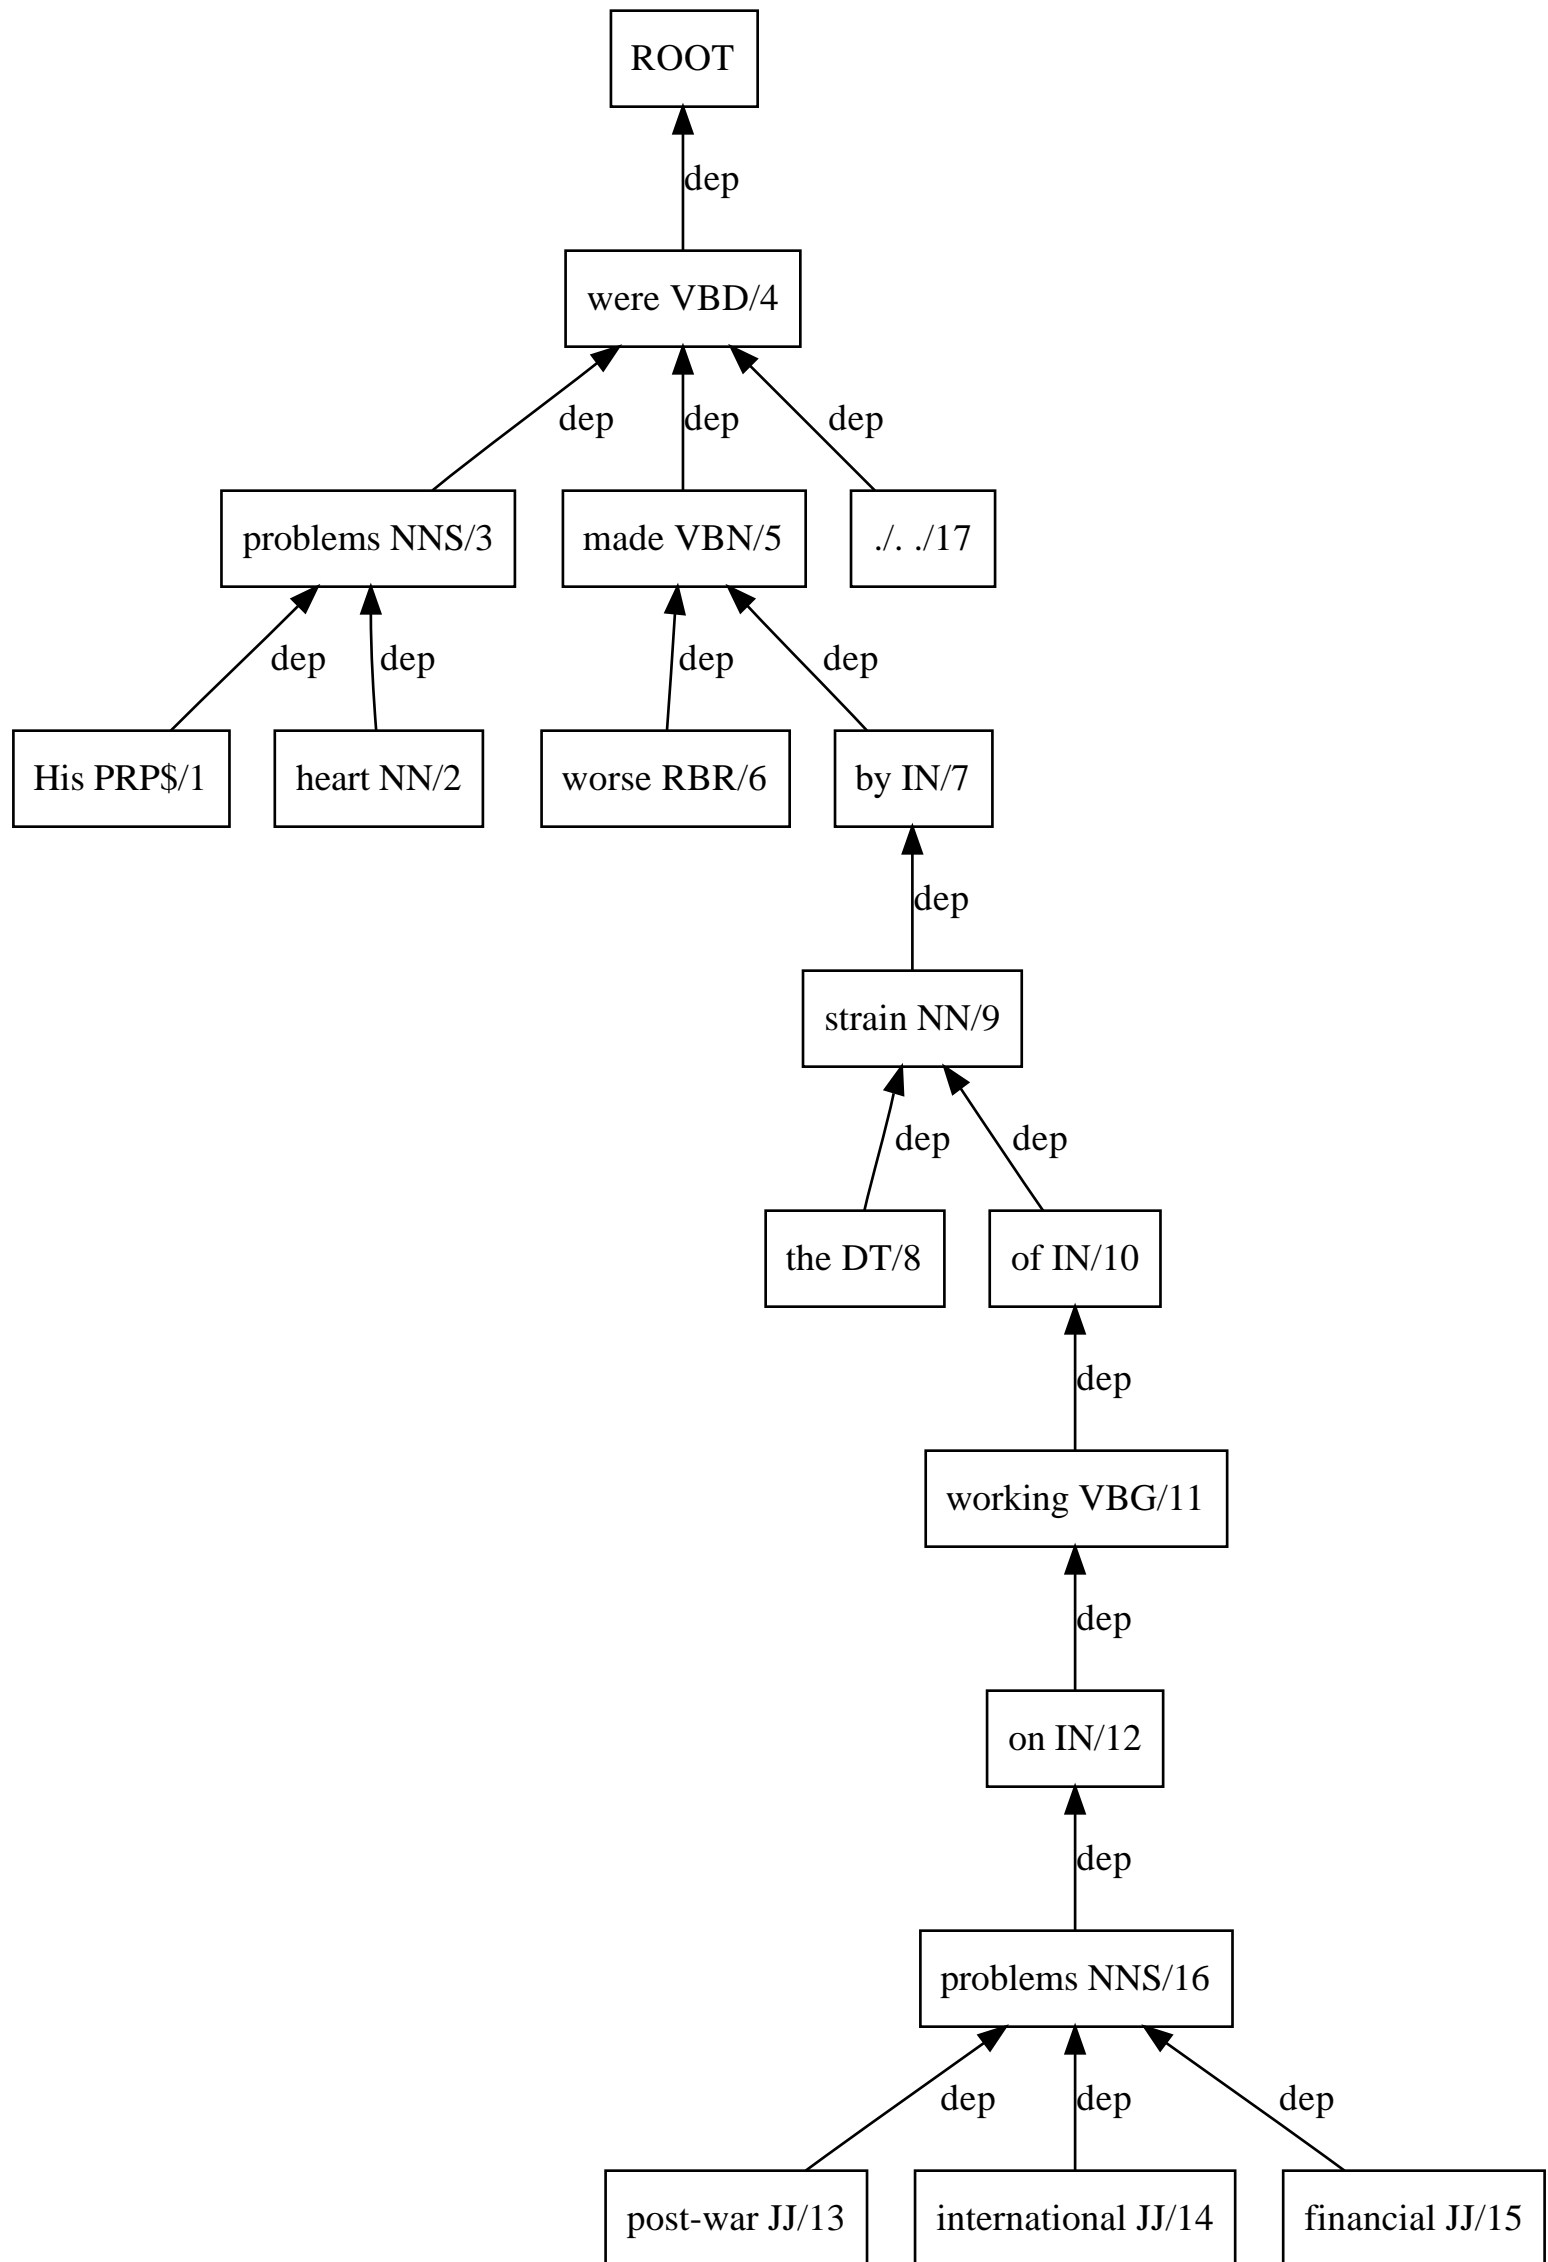 ROOT
dep
were VBD/4
dep dep dep
problems NNS/3 made VBN/5 ./. ./17
dep dep dep dep
His PRP$/1 heart NN/2 worse RBR/6 by IN/7
dep
strain NN/9
dep dep
the DT/8 of IN/10
dep
working VBG/11
dep
on IN/12
dep
problems NNS/16
dep dep dep
post-war JJ/13 international JJ/14 financial JJ/15